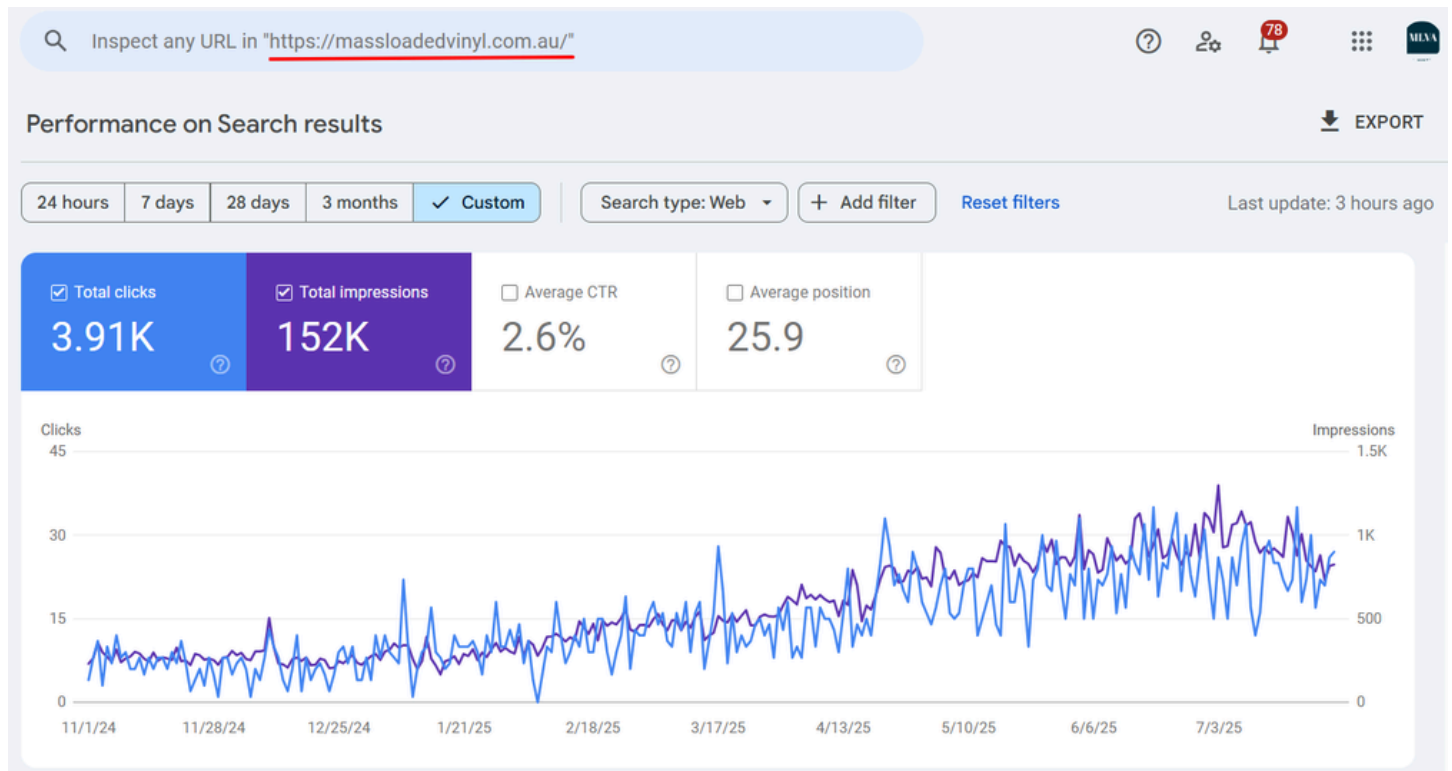 Inspect any URL in "https://massloadedvinyl.com.au/"
78
MLVA
Performance on Search results
EXPORT
24 hours 7 days 28 days 3 months Custom Search type: Web + Add filter Reset filters Last update: 3 hours ago
Total clicks Total impressions Average CTR Average position
3.91K 152K 2.6% 25.9
Clicks Impressions
45 1.5K
30 1K
15 500
0 0
11/1/24 11/28/24 12/25/24 1/21/25 2/18/25 3/17/25 4/13/25 5/10/25 6/6/25 7/3/25